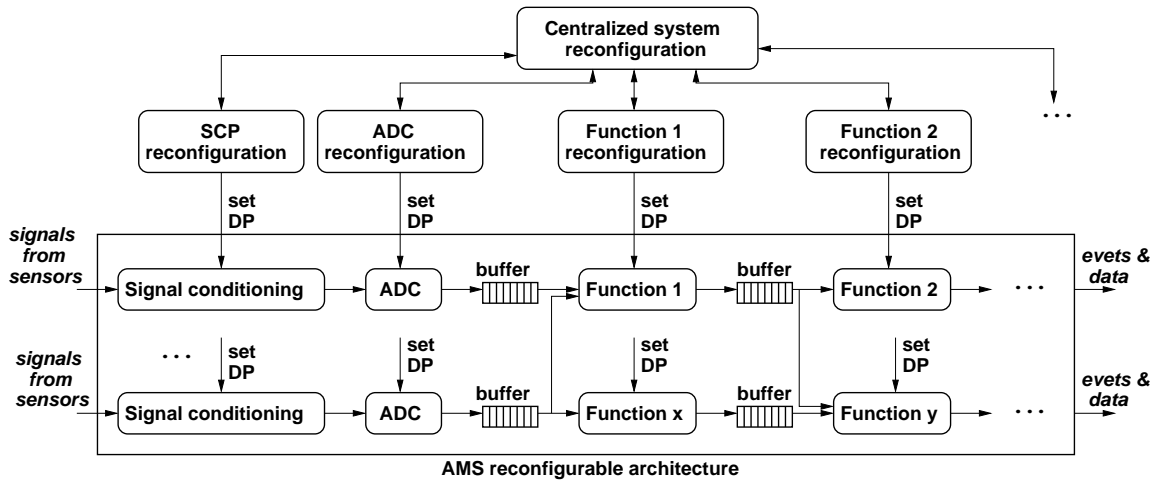 Centralized system
reconfiguration
SCP
reconfiguration
ADC
reconfiguration
Function 1
reconfiguration
Function 2
reconfiguration
. . .
set
DP
set
DP
set
DP
set
DP
signals
from
sensors
Signal conditioning
ADC
buffer
Function 1
buffer
Function 2
. . .
evets &
data
. . .
set
DP
set
DP
set
DP
set
DP
signals
from
sensors
Signal conditioning
ADC
buffer
Function x
buffer
Function y
. . .
evets &
data
AMS reconfigurable architecture